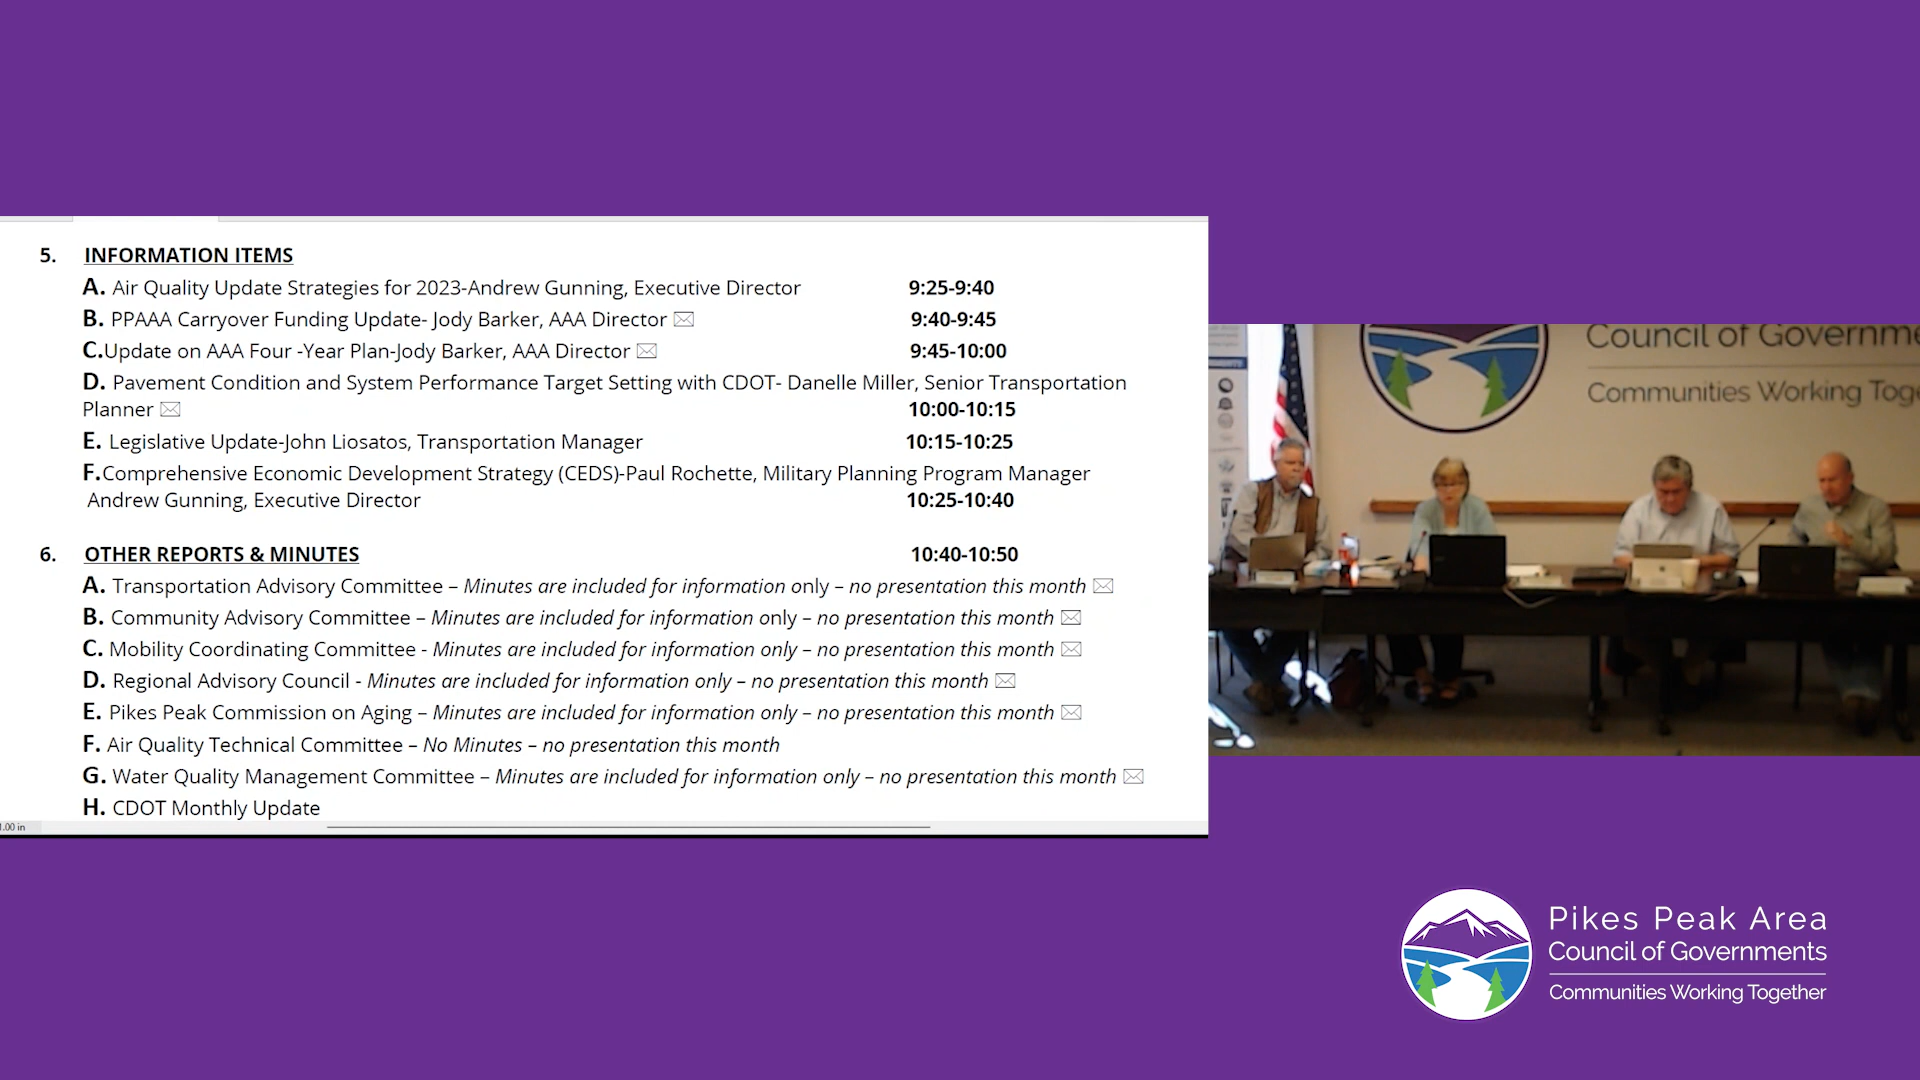 5. INFORMATION ITEMS
A. Air Quality Update Strategies for 2023-Andrew Gunning, Executive Director 9:25-9:40
B. PPAAA Carryover Funding Update- Jody Barker, AAA Director 9:40-9:45
C.Update on AAA Four -Year Plan-Jody Barker, AAA Director 9:45-10:00
D. Pavement Condition and System Performance Target Setting with CDOT- Danelle Miller, Senior Transportation
Planner 10:00-10:15
E. Legislative Update-John Liosatos, Transportation Manager 10:15-10:25
F.Comprehensive Economic Development Strategy (CEDS)-Paul Rochette, Military Planning Program Manager
Andrew Gunning, Executive Director 10:25-10:40
6. OTHER REPORTS & MINUTES 10:40-10:50
A. Transportation Advisory Committee – Minutes are included for information only – no presentation this month
B. Community Advisory Committee – Minutes are included for information only – no presentation this month
C. Mobility Coordinating Committee - Minutes are included for information only – no presentation this month
D. Regional Advisory Council - Minutes are included for information only – no presentation this month
E. Pikes Peak Commission on Aging – Minutes are included for information only – no presentation this month
F. Air Quality Technical Committee – No Minutes – no presentation this month
G. Water Quality Management Committee – Minutes are included for information only – no presentation this month
H. CDOT Monthly Update
1.00 in
Council of Governme
Communities Working Toge
Pikes Peak Area
Council of Governments
Communities Working Together